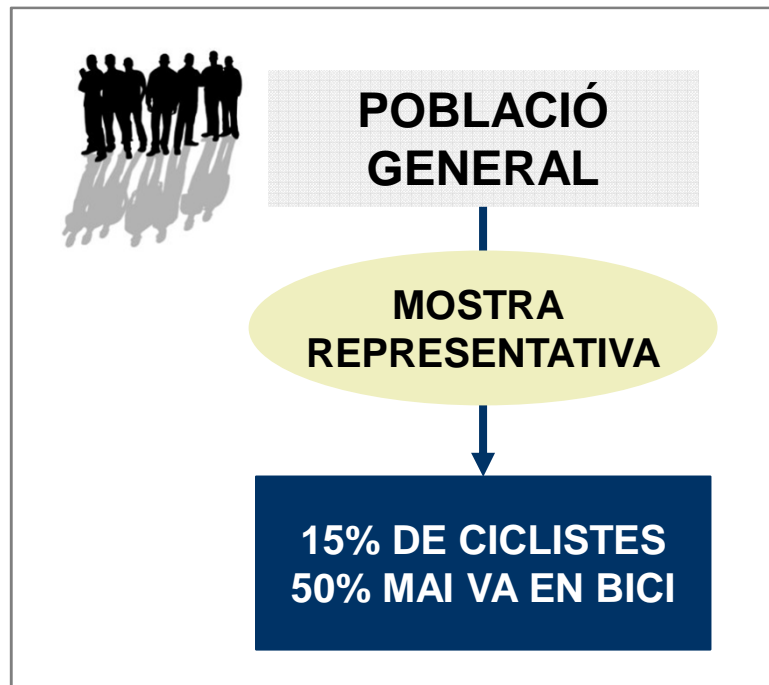 POBLACIÓ
GENERAL
MOSTRA
REPRESENTATIVA
15% DE CICLISTES
50% MAI VA EN BICI